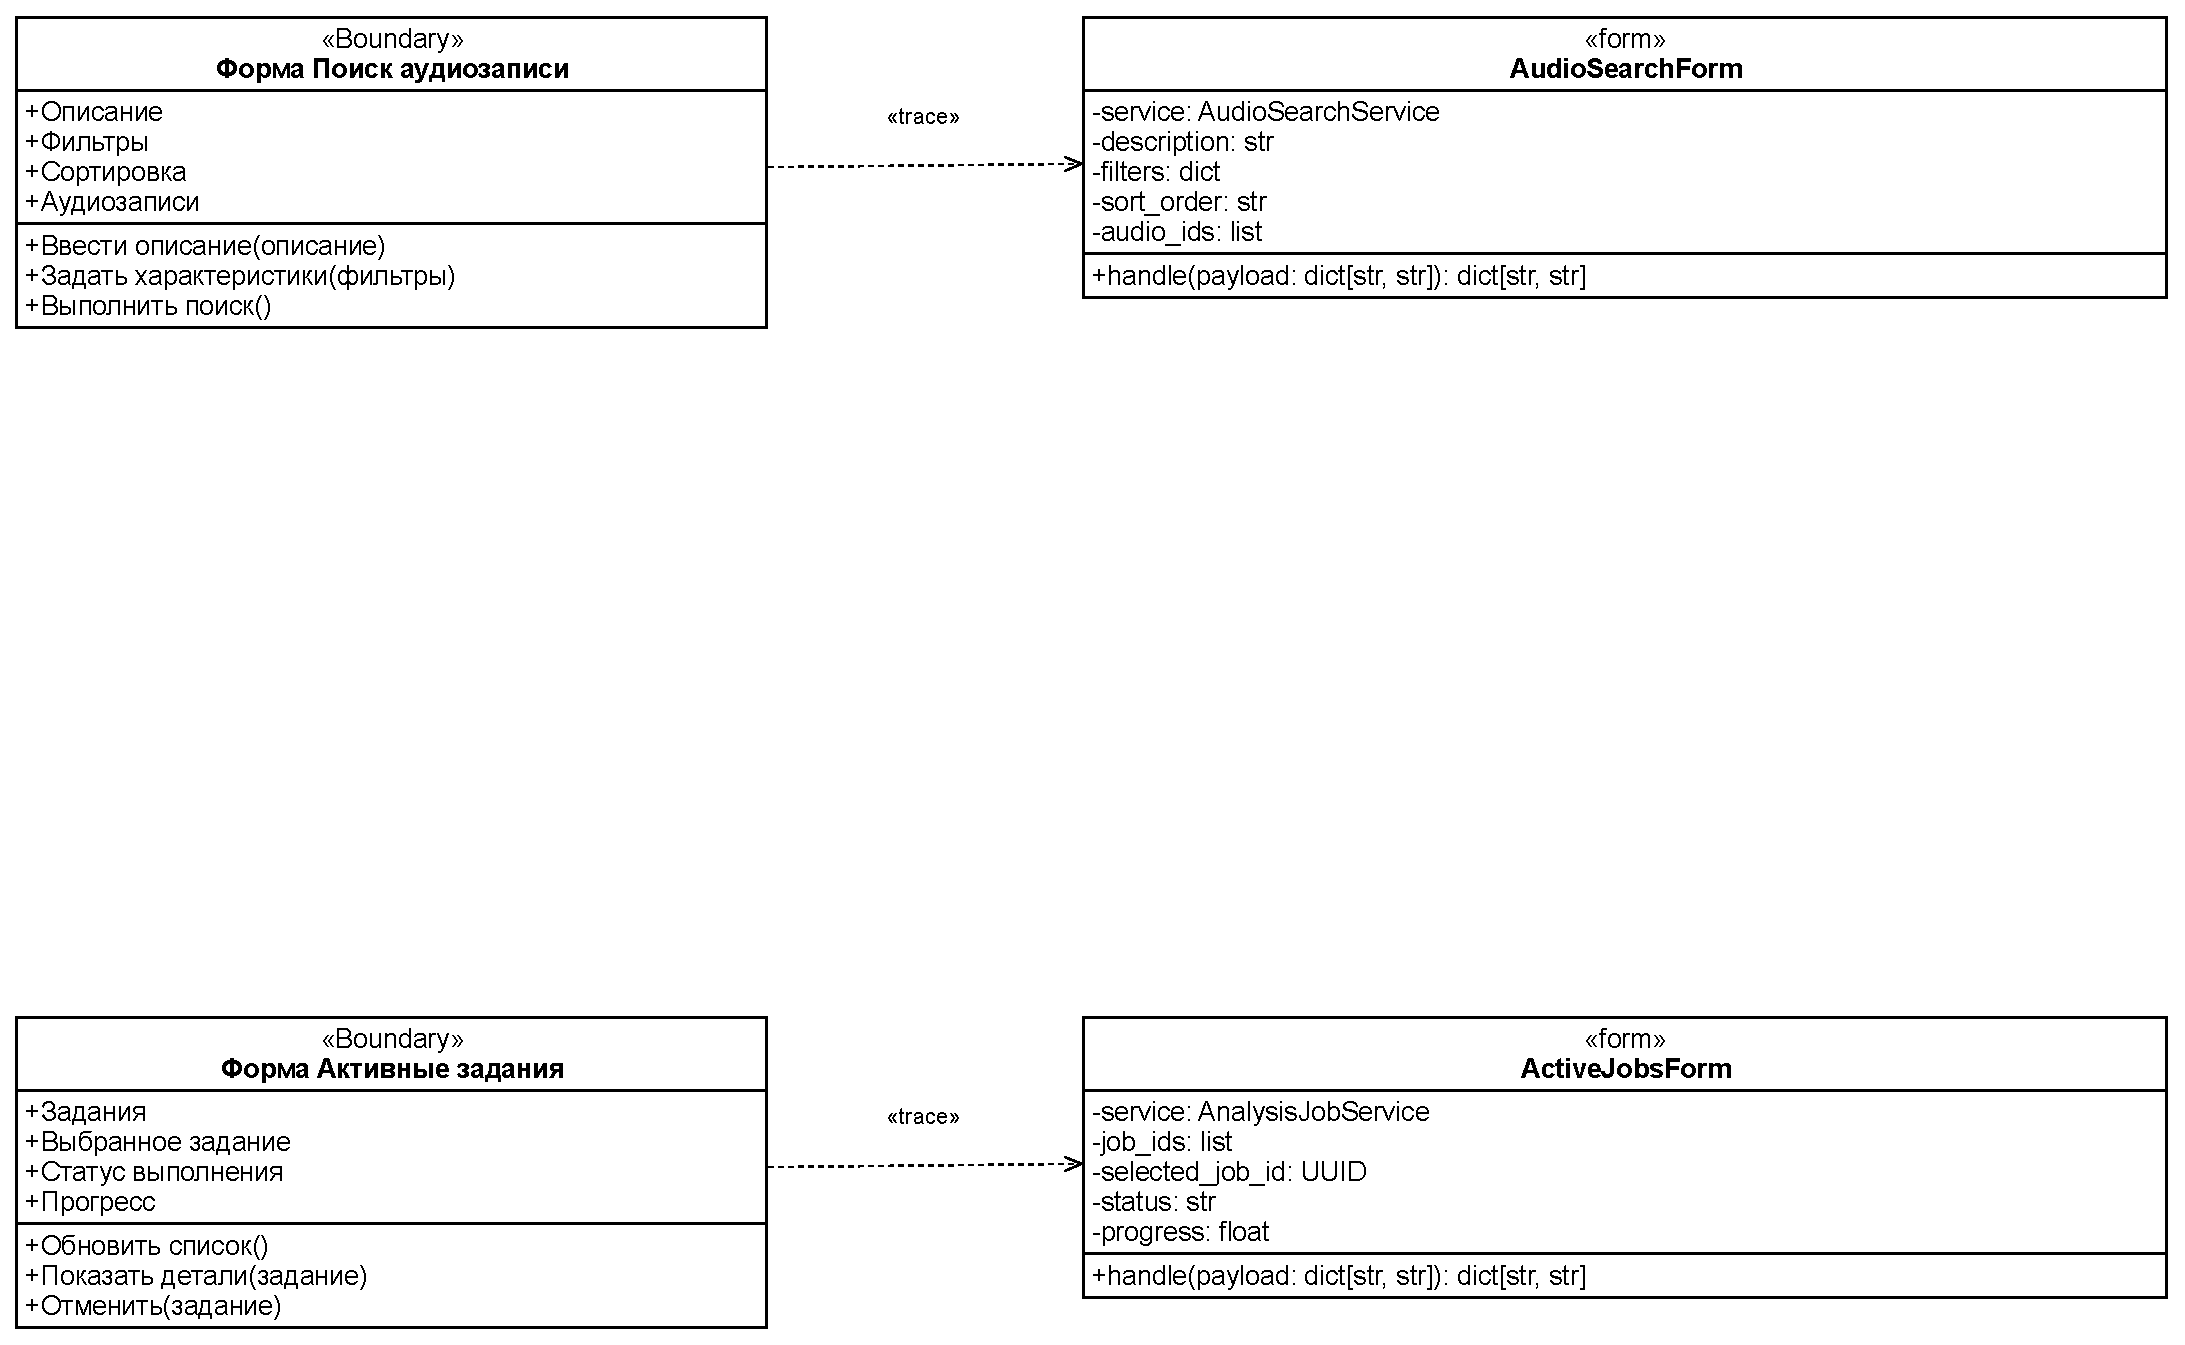 «Boundary»
Форма Поиск аудиозаписи
+Описание
+Фильтры
+Сортировка
+Аудиозаписи
+Ввести описание(описание)
+Задать характеристики(фильтры)
+Выполнить поиск()
«trace»
«form»
AudioSearchForm
-service: AudioSearchService
-description: str
-filters: dict
-sort_order: str
-audio_ids: list
+handle(payload: dict[str, str]): dict[str, str]
«Boundary»
Форма Активные задания
+Задания
+Выбранное задание
+Статус выполнения
+Прогресс
+Обновить список()
+Показать детали(задание)
+Отменить(задание)
«trace»
«form»
ActiveJobsForm
-service: AnalysisJobService
-job_ids: list
-selected_job_id: UUID
-status: str
-progress: float
+handle(payload: dict[str, str]): dict[str, str]